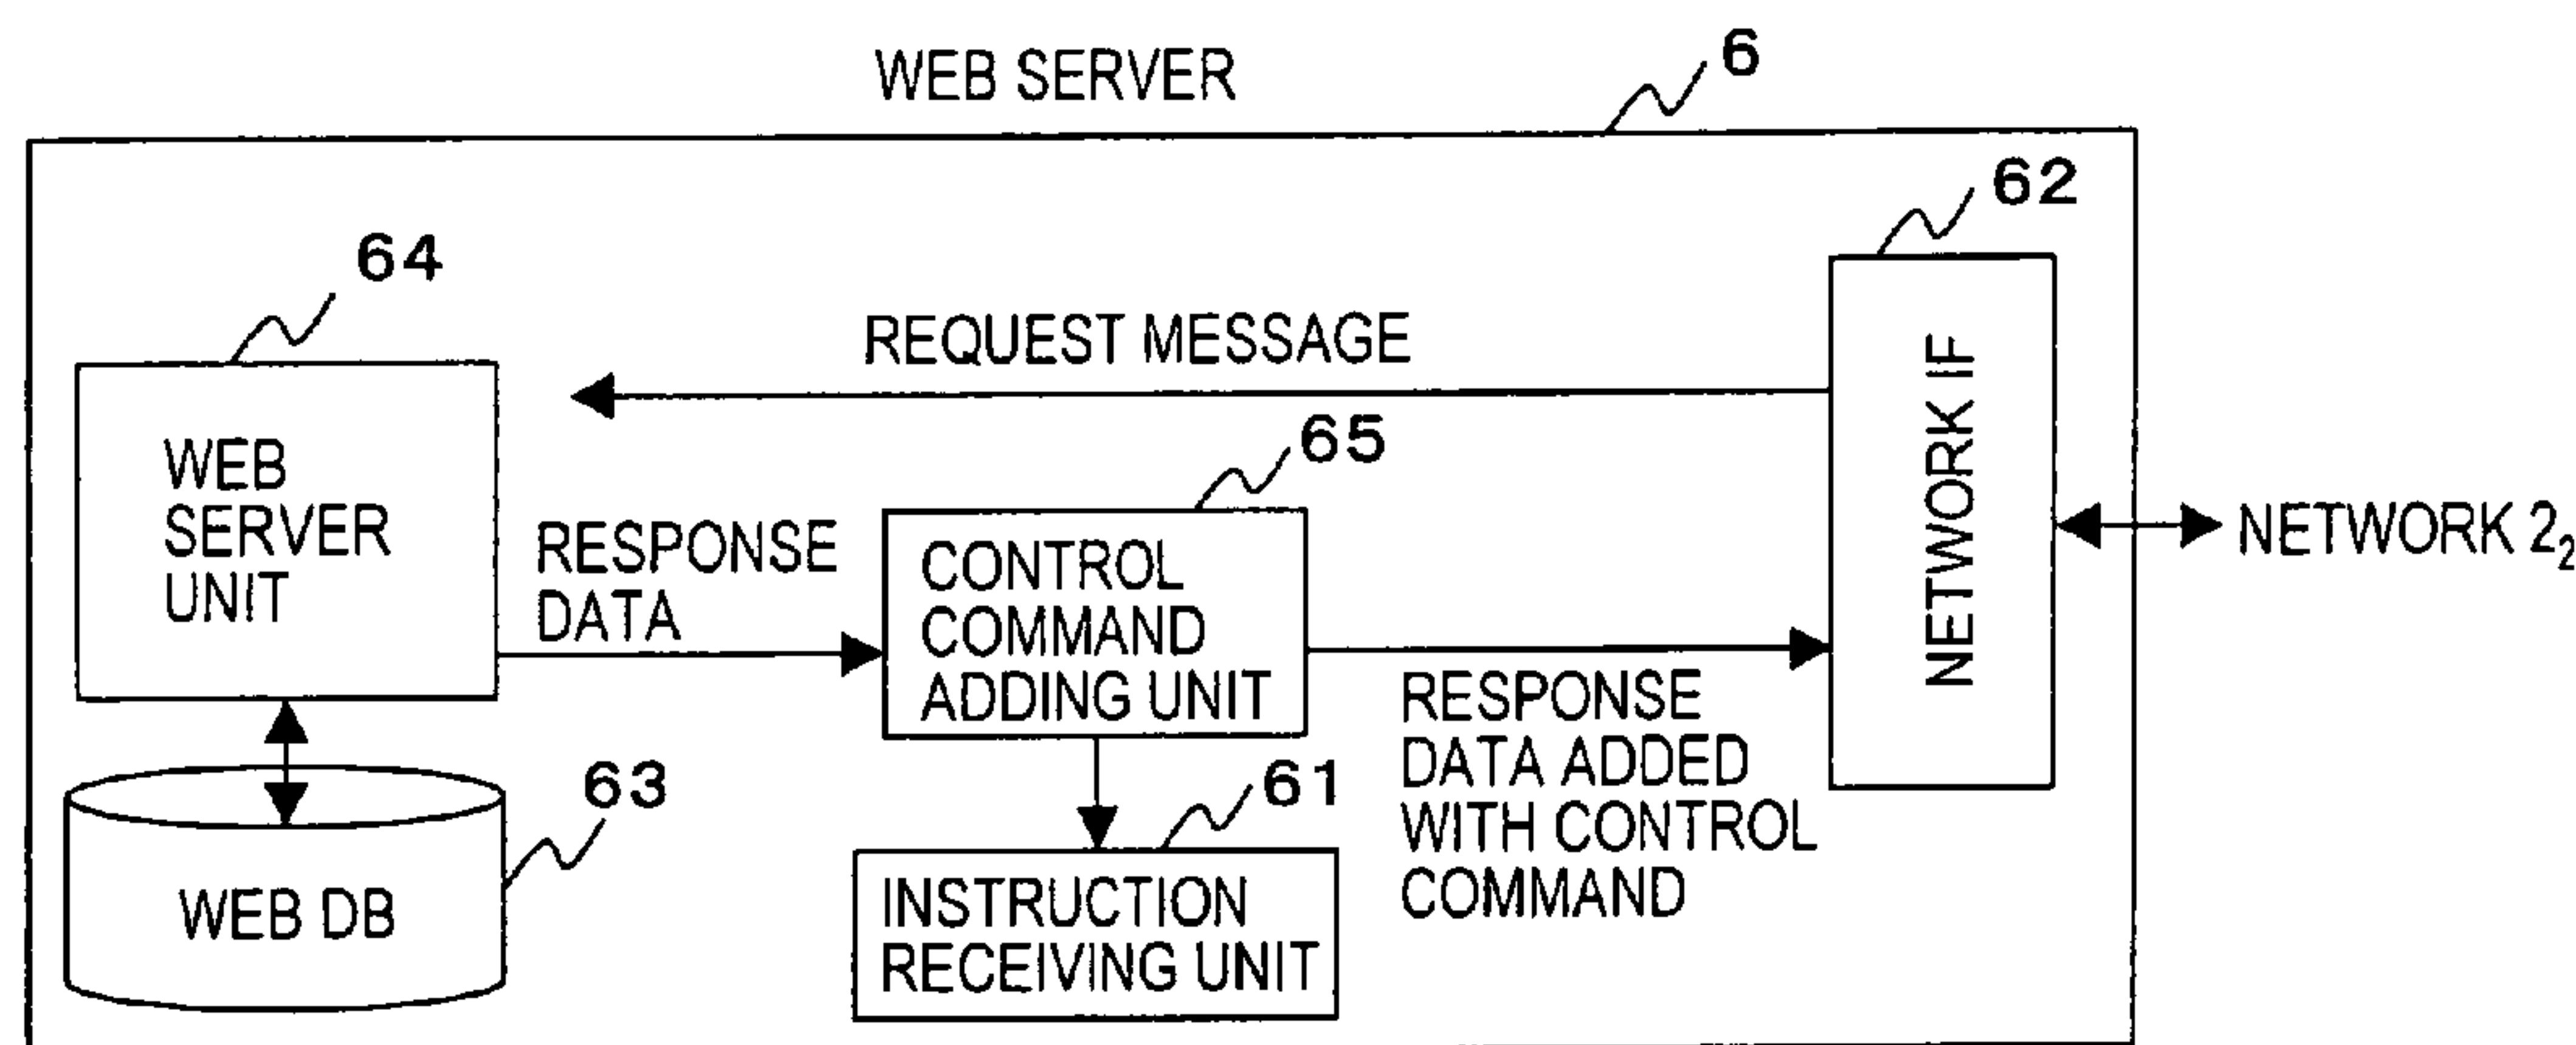 WEB SERVER
6
62
64
REQUEST MESSAGE
NETWORK IF
65
WEB
SERVER
UNIT
RESPONSE
DATA
CONTROL
COMMAND
ADDING UNIT
NETWORK 2₂
RESPONSE
DATA ADDED
WITH CONTROL
COMMAND
63
WEB DB
61
INSTRUCTION
RECEIVING UNIT